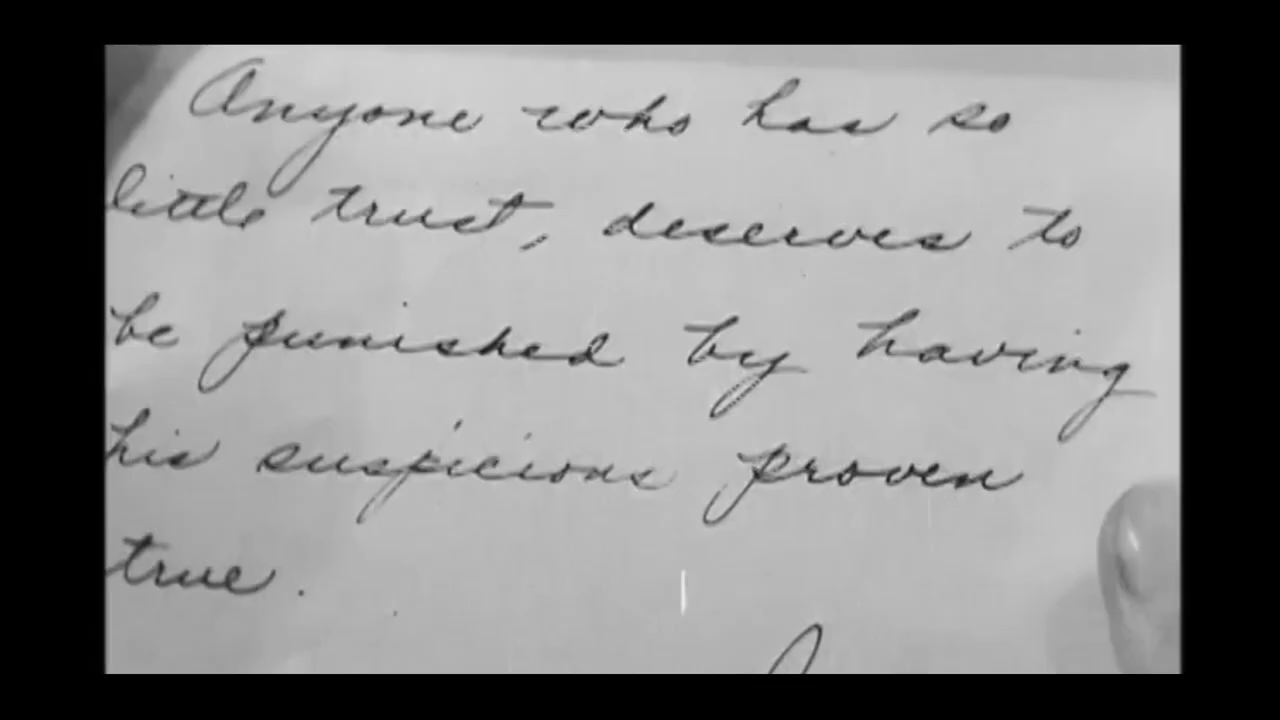 Anyone who has so
little trust, deserves to
be punished by having
his suspicions proven
true.